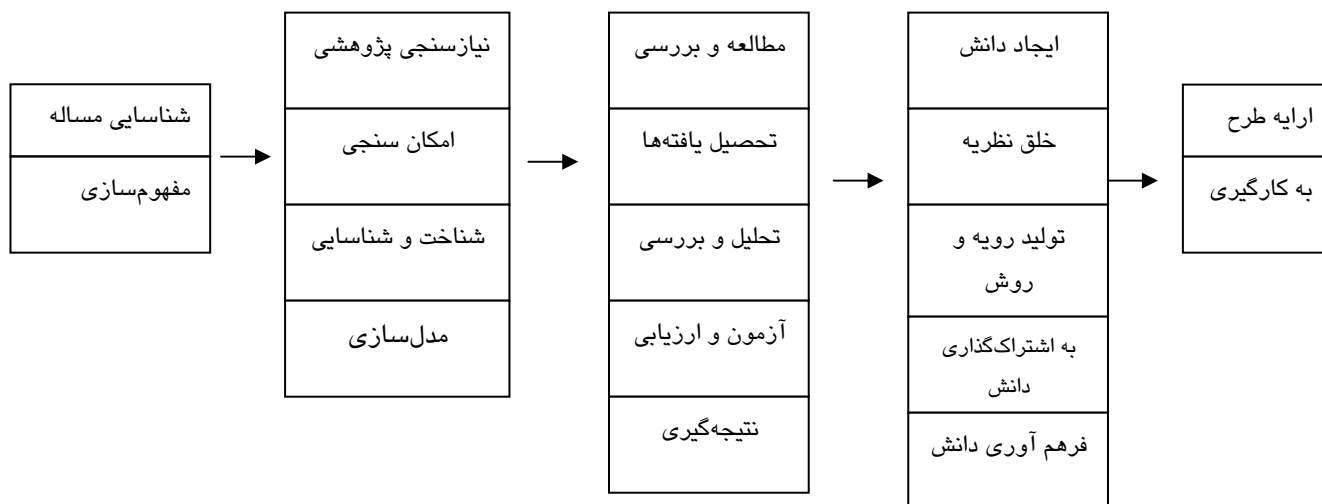 شناسایی مساله
مفهوم‌سازی
نیازسنجی پژوهشی
امکان سنجی
شناخت و شناسایی
مدل‌سازی
مطالعه و بررسی
تحصیل یافته‌ها
تحلیل و بررسی
آزمون و ارزیابی
نتیجه‌گیری
ایجاد دانش
خلق نظریه
تولید رویه و
روش
به اشتراک‌گذاری
دانش
فرهم آوری دانش
ارایه طرح
به کارگیری